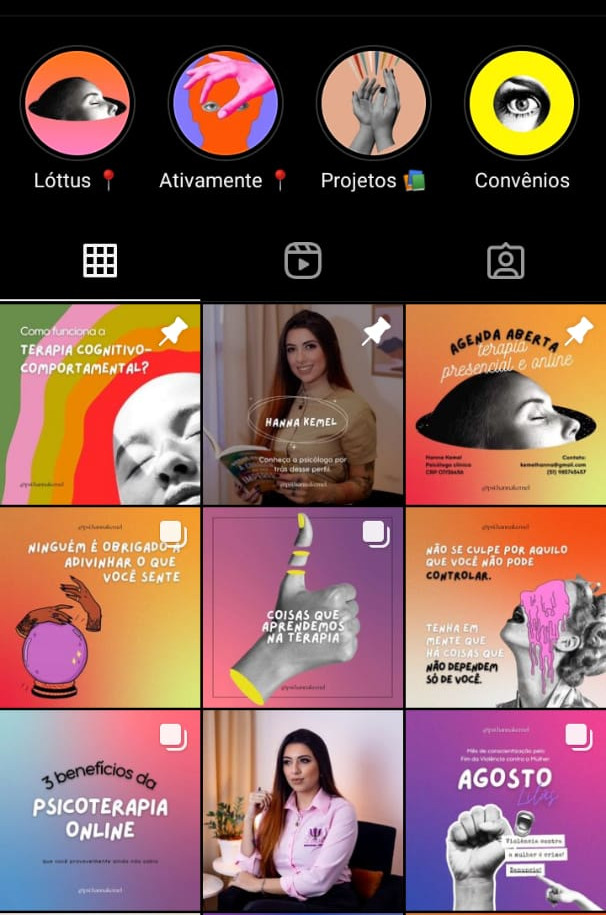 Lóttus 📍
Ativamente 📍
Projetos
Convênios
Como funciona a
TERAPIA COGNITIVO-
COMPORTAMENTAL?
@psihannakemel
HANNA KEMEL
Conheça a psicóloga por
trás desse perfil.
@psihannakemel
AGENDA ABERTA
terapia
presencial e online
Hanna Kemel
Psicóloga clínica
Contato:
kemelhanna@gmail.com
@psihannakemel
@psihannakemel
NINGUÉM É OBRIGADO A
ADIVINHAR O QUE
VOCÊ SENTE
COISAS QUE
APRENDEMOS
NA TERAPIA
@psihannakemel
@psihannakemel
NÃO SE CULPE POR AQUILO
QUE VOCÊ NÃO PODE
CONTROLAR.
TENHA EM
MENTE QUE
HÁ COISAS QUE
NÃO DEPENDEM
SÓ DE VOCÊ.
3 benefícios da
PSICOTERAPIA
ONLINE
que você provavelmente ainda não sabia
@psihannakemel
@psihannakemel
Mês de conscientização pelo
Fim da Violência contra a Mulher
AGOSTO
Lilás
Violência contra
a mulher é crime!
Denuncie!